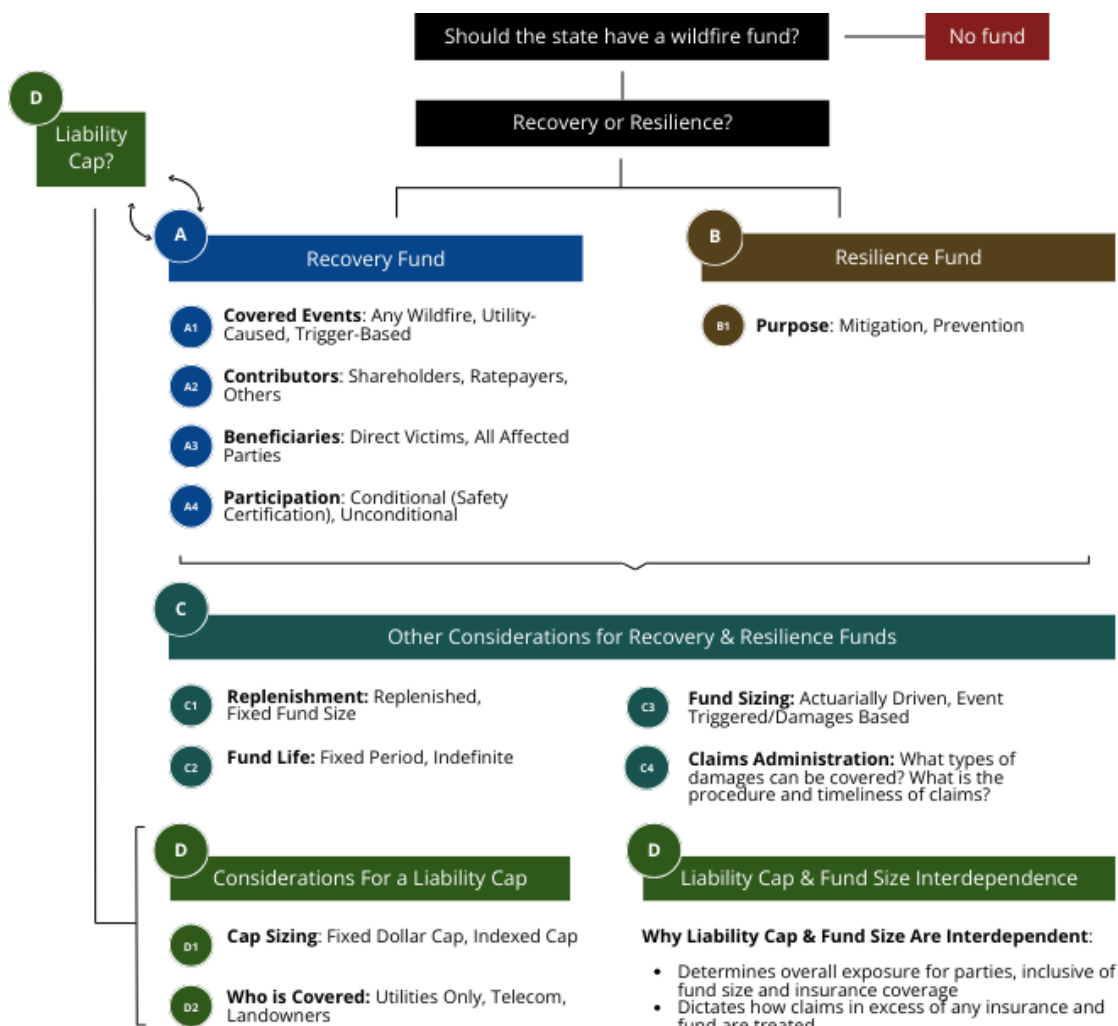 Should the state have a wildfire fund?
No fund
D
Liability
Cap?
Recovery or Resilience?
A
Recovery Fund
A1
Covered Events: Any Wildfire, Utility-
Caused, Trigger-Based
A2
Contributors: Shareholders, Ratepayers,
Others
A3
Beneficiaries: Direct Victims, All Affected
Parties
A4
Participation: Conditional (Safety
Certification), Unconditional
B
Resilience Fund
B1
Purpose: Mitigation, Prevention
C
Other Considerations for Recovery & Resilience Funds
C1
Replenishment: Replenished,
Fixed Fund Size
C2
Fund Life: Fixed Period, Indefinite
C3
Fund Sizing: Actuarially Driven, Event
Triggered/Damages Based
C4
Claims Administration: What types of
damages can be covered? What is the
procedure and timeliness of claims?
D
Considerations For a Liability Cap
D1
Cap Sizing: Fixed Dollar Cap, Indexed Cap
D2
Who is Covered: Utilities Only, Telecom,
Landowners
D
Liability Cap & Fund Size Interdependence
Why Liability Cap & Fund Size Are Interdependent:
• Determines overall exposure for parties, inclusive of
fund size and insurance coverage
• Dictates how claims in excess of any insurance and
fund are treated